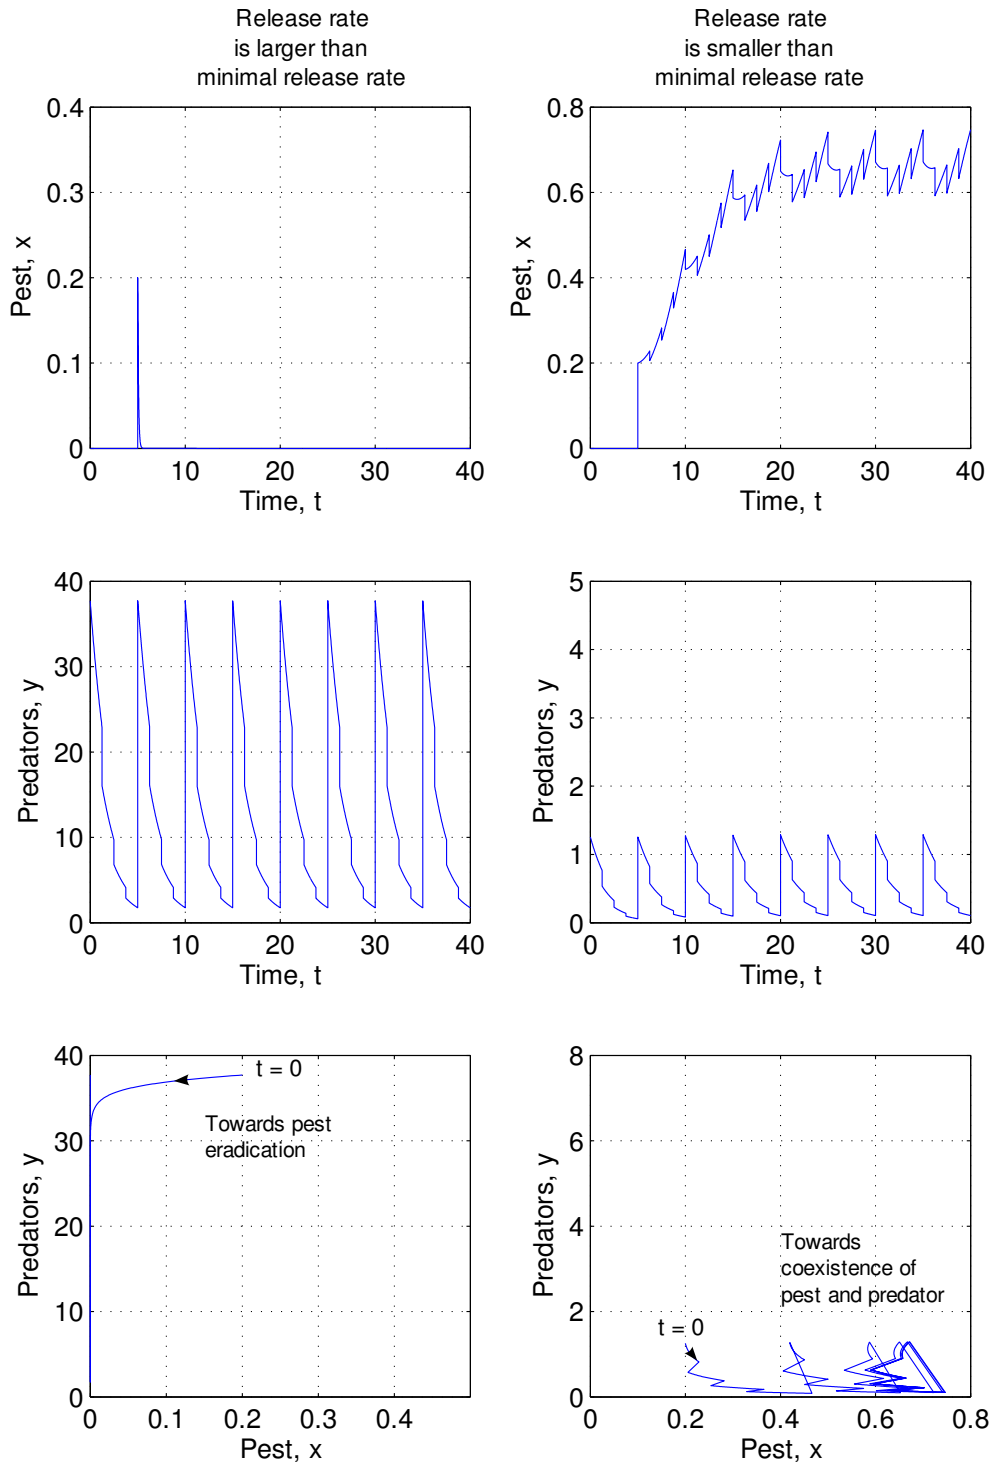 Release rate
is larger than
minimal release rate
Release rate
is smaller than
minimal release rate
0.4
0.3
0.2
0.1
0
Pest, x
0 10 20 30 40
Time, t
0.8
0.6
0.4
0.2
0
Pest, x
0 10 20 30 40
Time, t
40
30
20
10
0
Predators, y
0 10 20 30 40
Time, t
5
4
3
2
1
0
Predators, y
0 10 20 30 40
Time, t
40
30
20
10
0
Predators, y
t = 0
Towards pest
eradication
0 0.1 0.2 0.3 0.4
Pest, x
8
6
4
2
0
Predators, y
Towards
coexistence of
pest and predator
t = 0
0 0.2 0.4 0.6 0.8
Pest, x